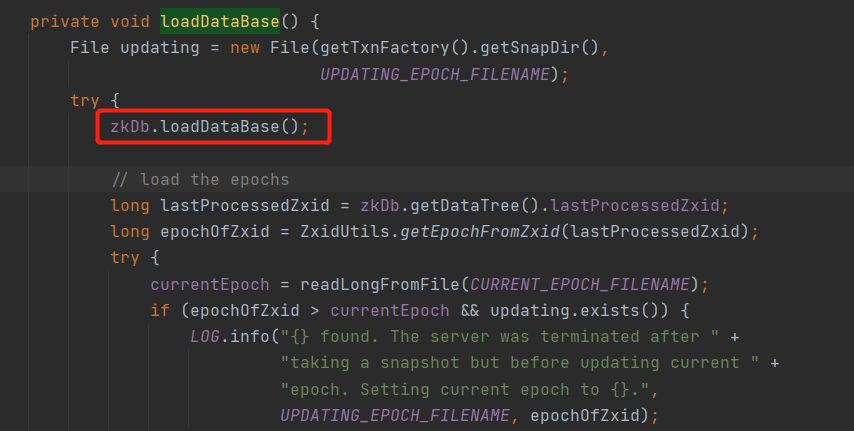 private void loadDataBase() {
File updating = new File(getTxnFactory().getSnapDir(),
UPDATING_EPOCH_FILENAME);
try {
zkDb.loadDataBase();
// load the epochs
long lastProcessedZxid = zkDb.getDataTree().lastProcessedZxid;
long epochOfZxid = ZxidUtils.getEpochFromZxid(lastProcessedZxid);
try {
currentEpoch = readLongFromFile(CURRENT_EPOCH_FILENAME);
if (epochOfZxid > currentEpoch && updating.exists()) {
LOG.info("{} found. The server was terminated after " +
"taking a snapshot but before updating current " +
"epoch. Setting current epoch to {}.",
UPDATING_EPOCH_FILENAME, epochOfZxid);